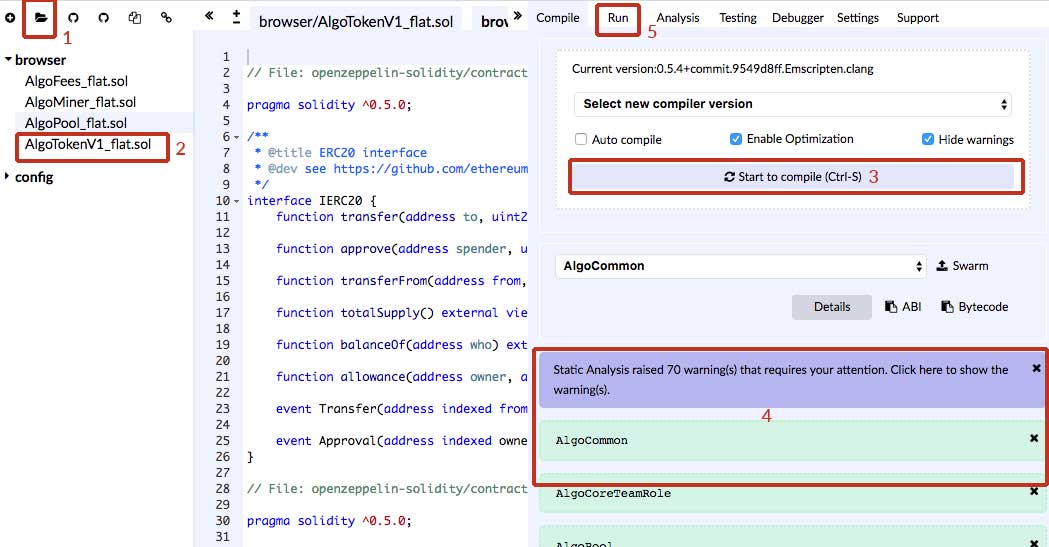 browser/AlgoTokenV1_flat.sol
Compile
Run
Analysis
Testing
Debugger
Settings
Support
1
5
browser
AlgoFees_flat.sol
AlgoMiner_flat.sol
AlgoPool_flat.sol
AlgoTokenV1_flat.sol
2
config
1
2 // File: openzeppelin-solidity/contract
3
4 pragma solidity ^0.5.0;
5
6 /**
7 * @title ERC20 interface
8 * @dev see https://github.com/ethereum
9 */
10 interface IERC20 {
11 function transfer(address to, uint2
12
13 function approve(address spender, u
14
15 function transferFrom(address from,
16
17 function totalSupply() external vie
18
19 function balanceOf(address who) ext
20
21 function allowance(address owner, a
22
23 event Transfer(address indexed from
24
25 event Approval(address indexed owne
26 }
27
28 // File: openzeppelin-solidity/contract
29
30 pragma solidity ^0.5.0;
31
Current version:0.5.4+commit.9549d8ff.Emscripten.clang
Select new compiler version
Auto compile
Enable Optimization
Hide warnings
Start to compile (Ctrl-S)
3
AlgoCommon
Swarm
Details
ABI
Bytecode
Static Analysis raised 70 warning(s) that requires your attention. Click here to show the
warning(s).
4
AlgoCommon
AlgoCoreTeamRole
AlgoPool